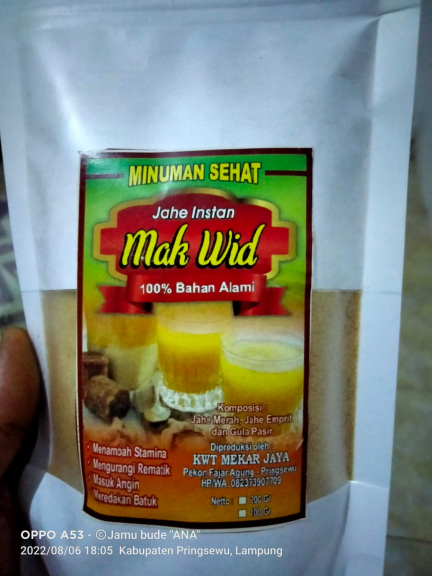 MINUMAN SEHAT
Jahe Instan
Mak Wid
100% Bahan Alami
Komposisi
Jahe Merah, Jahe Emprit
dan Gula Pasir
Menambah Stamina
Mengurangi Rematik
Masuk Angin
Meredakan Batuk
Diproduksi oleh :
KWT MEKAR JAYA
Pekon Fajar Agung - Pringsewu
HP/WA. 082373907709
Netto : 200 Gr
OPPO A53 · ©Jamu bude "ANA"
2022/08/06 18:05 Kabupaten Pringsewu, Lampung